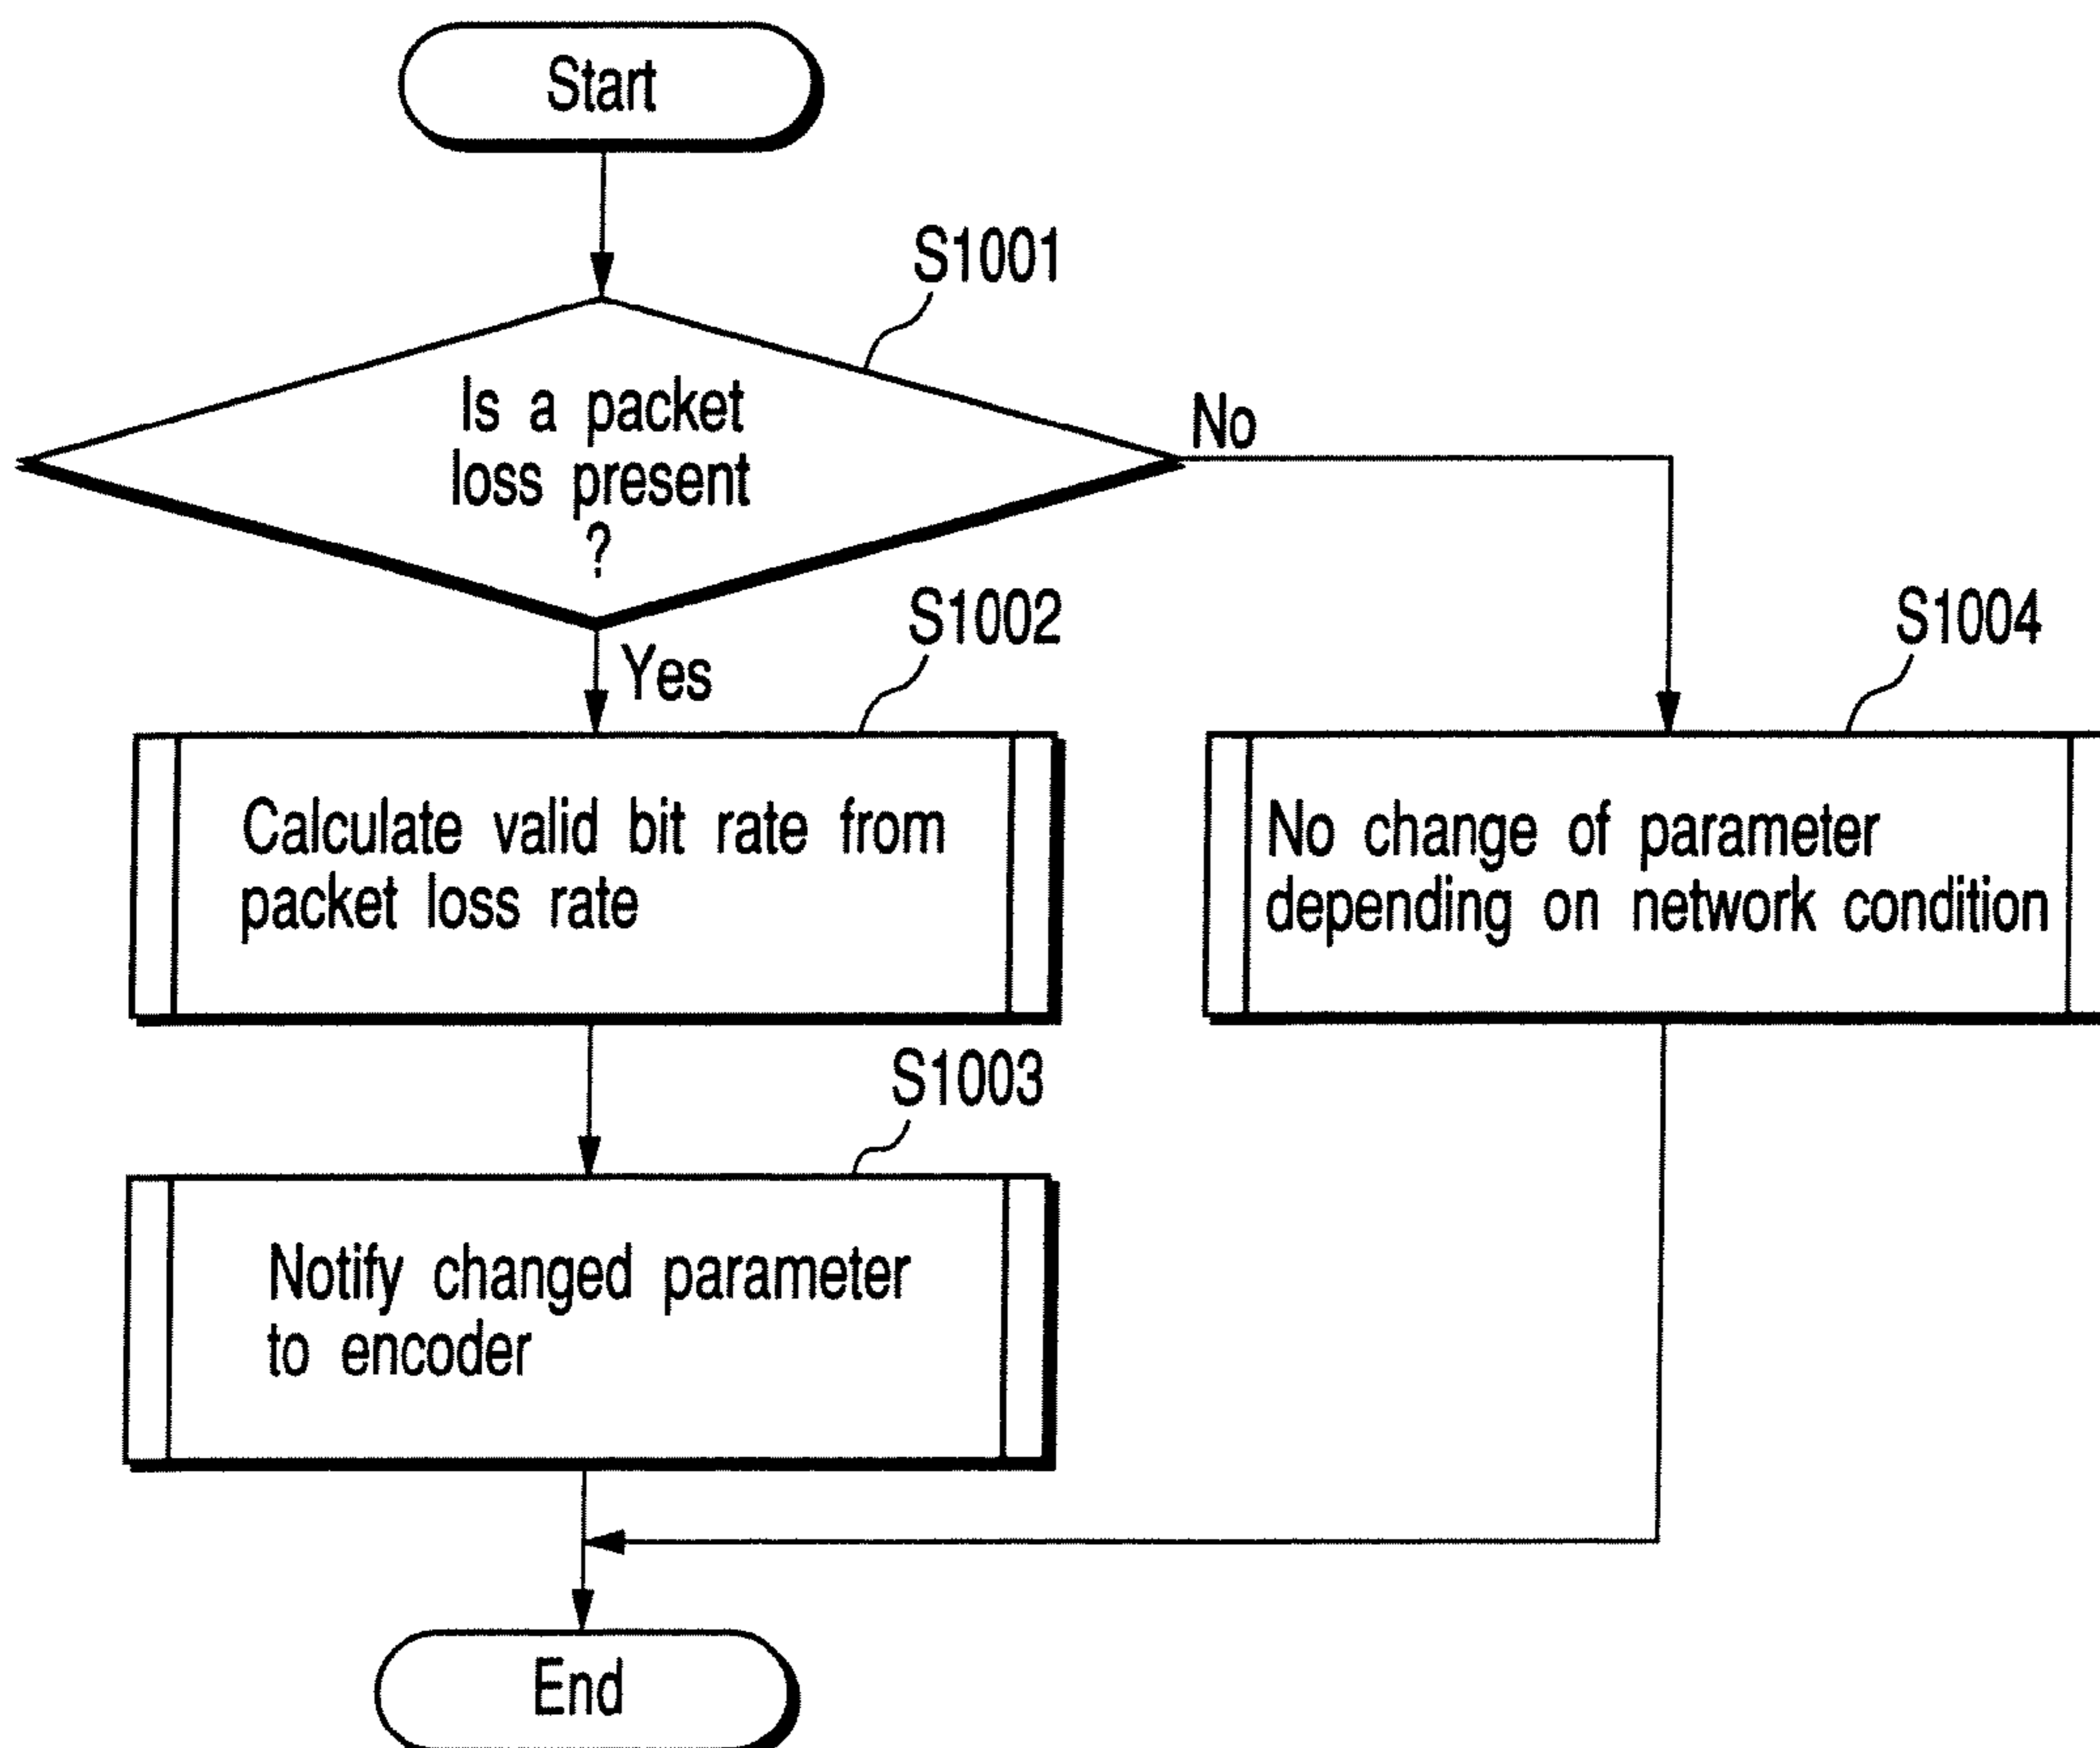 Start
S1001
Is a packet
loss present
?
No
Yes
S1002
S1004
Calculate valid bit rate from
packet loss rate
No change of parameter
depending on network condition
S1003
Notify changed parameter
to encoder
End